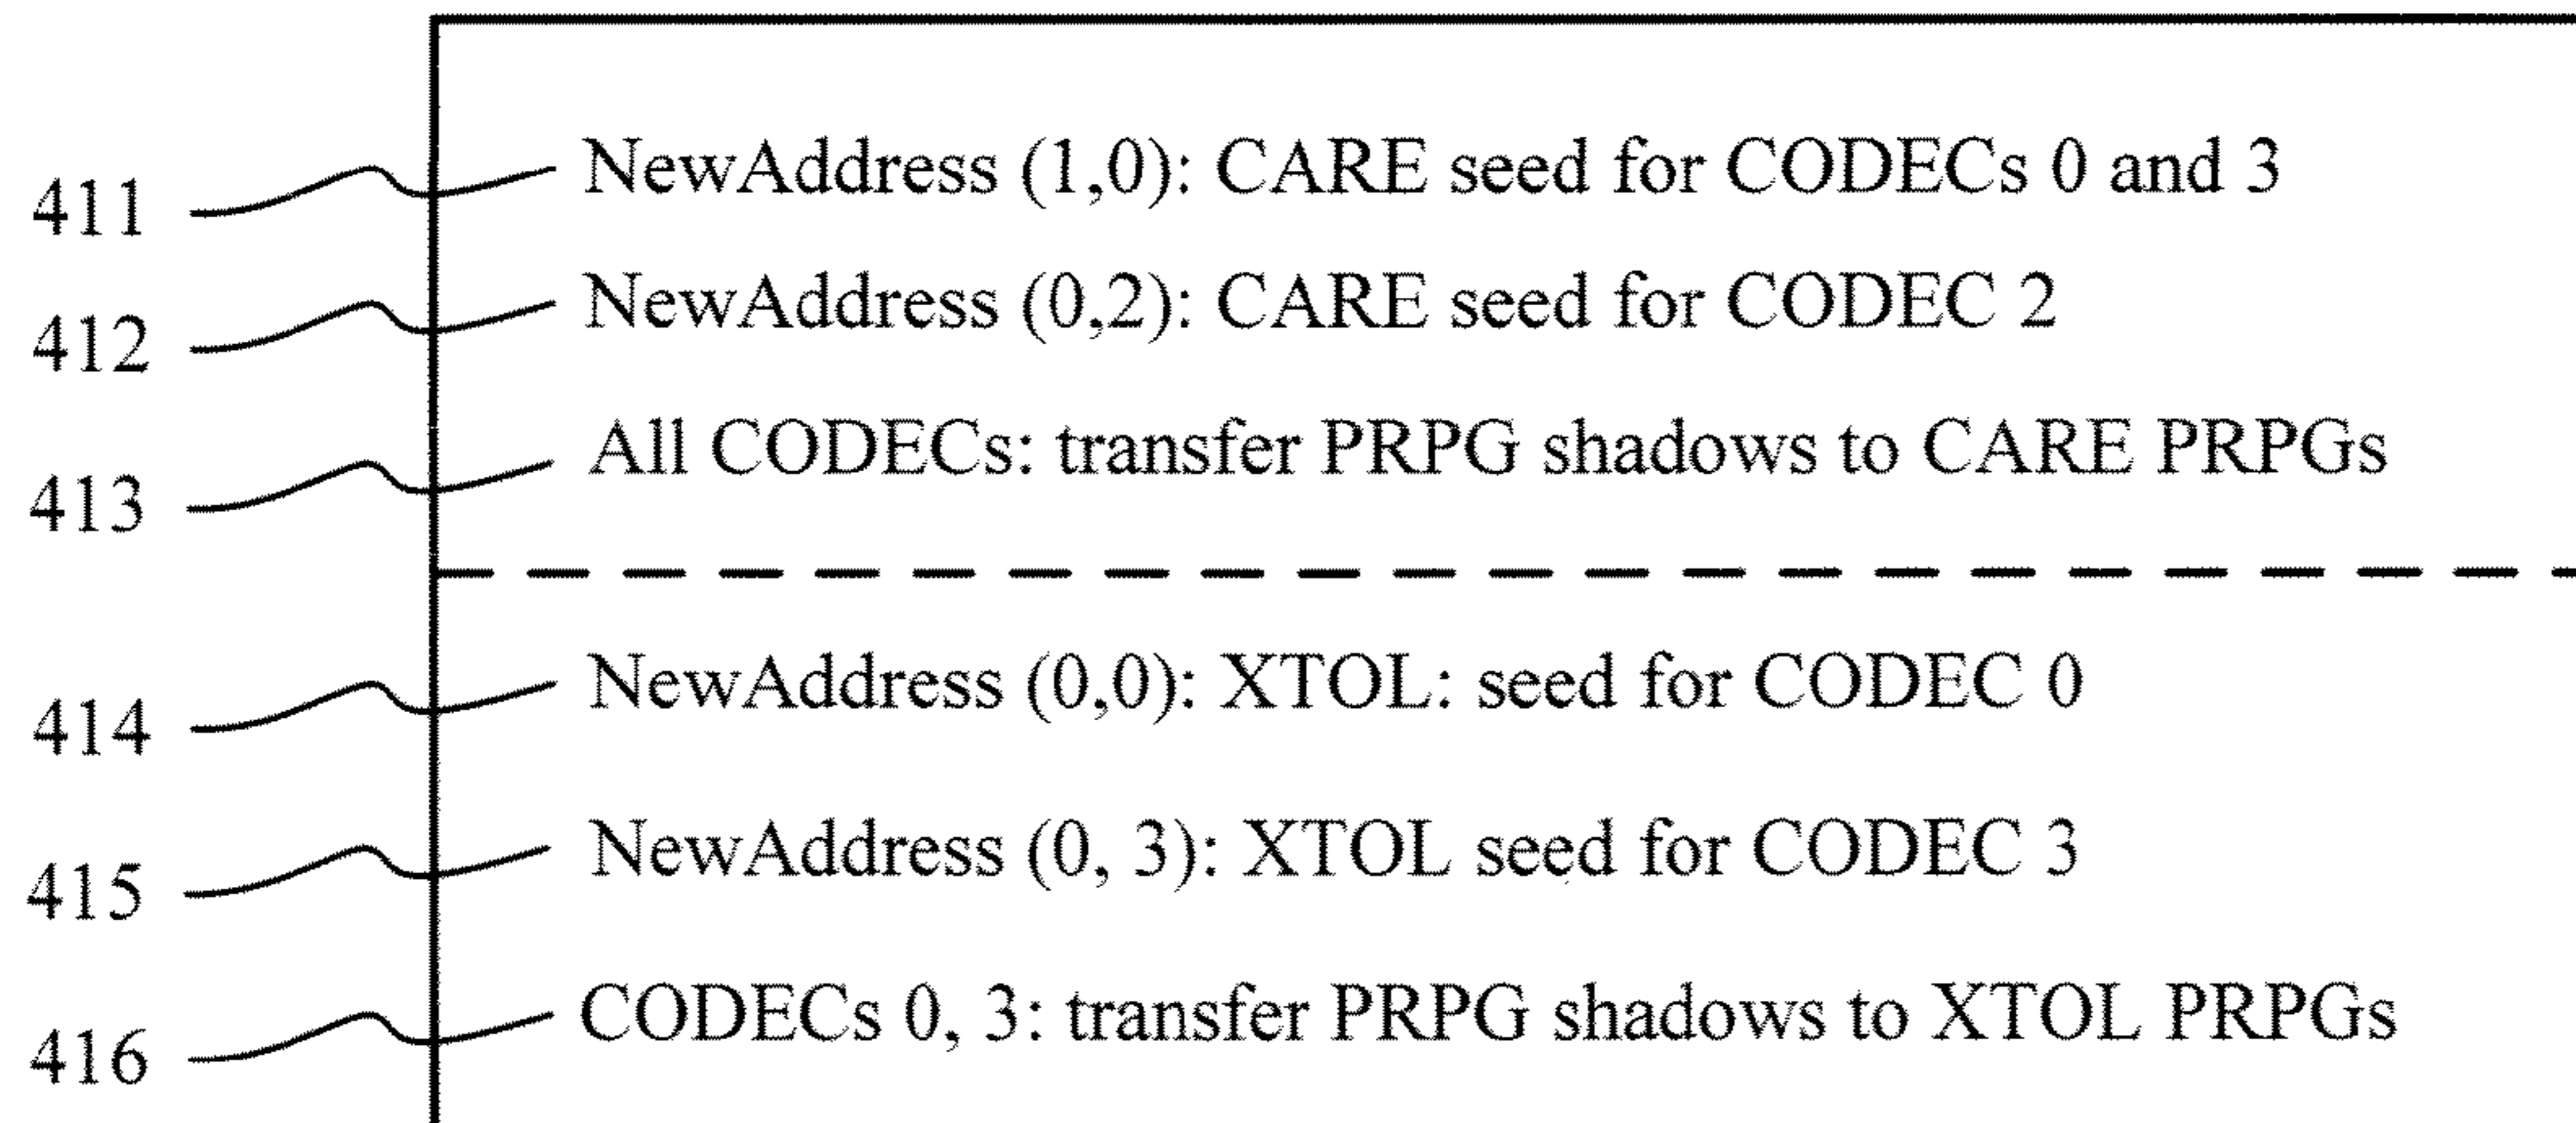 411 NewAddress (1,0): CARE seed for CODECs 0 and 3
412 NewAddress (0,2): CARE seed for CODEC 2
413 All CODECs: transfer PRPG shadows to CARE PRPGs
414 NewAddress (0,0): XTOL: seed for CODEC 0
415 NewAddress (0, 3): XTOL seed for CODEC 3
416 CODECs 0, 3: transfer PRPG shadows to XTOL PRPGs